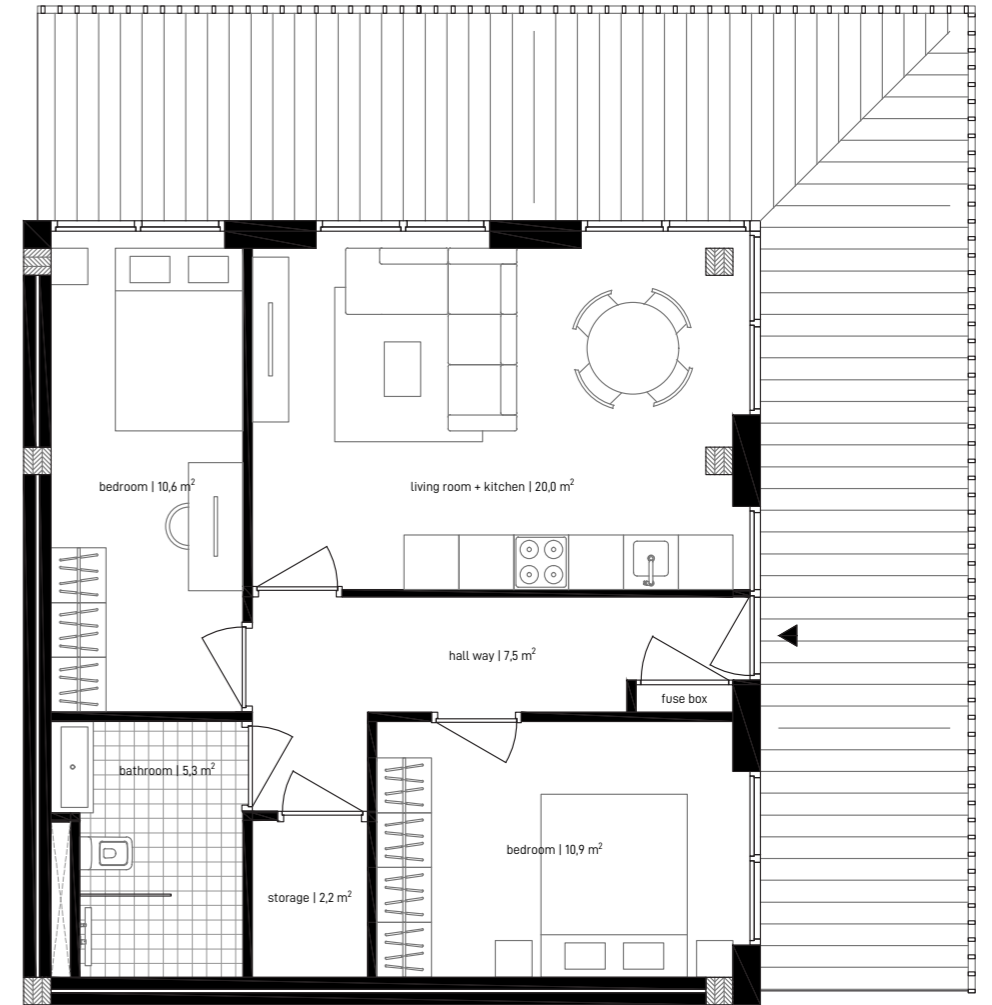 bedroom | 10,6 m²
living room + kitchen | 20,0 m²
hall way | 7,5 m²
fuse box
bathroom | 5,3 m²
bedroom | 10,9 m²
storage | 2,2 m²